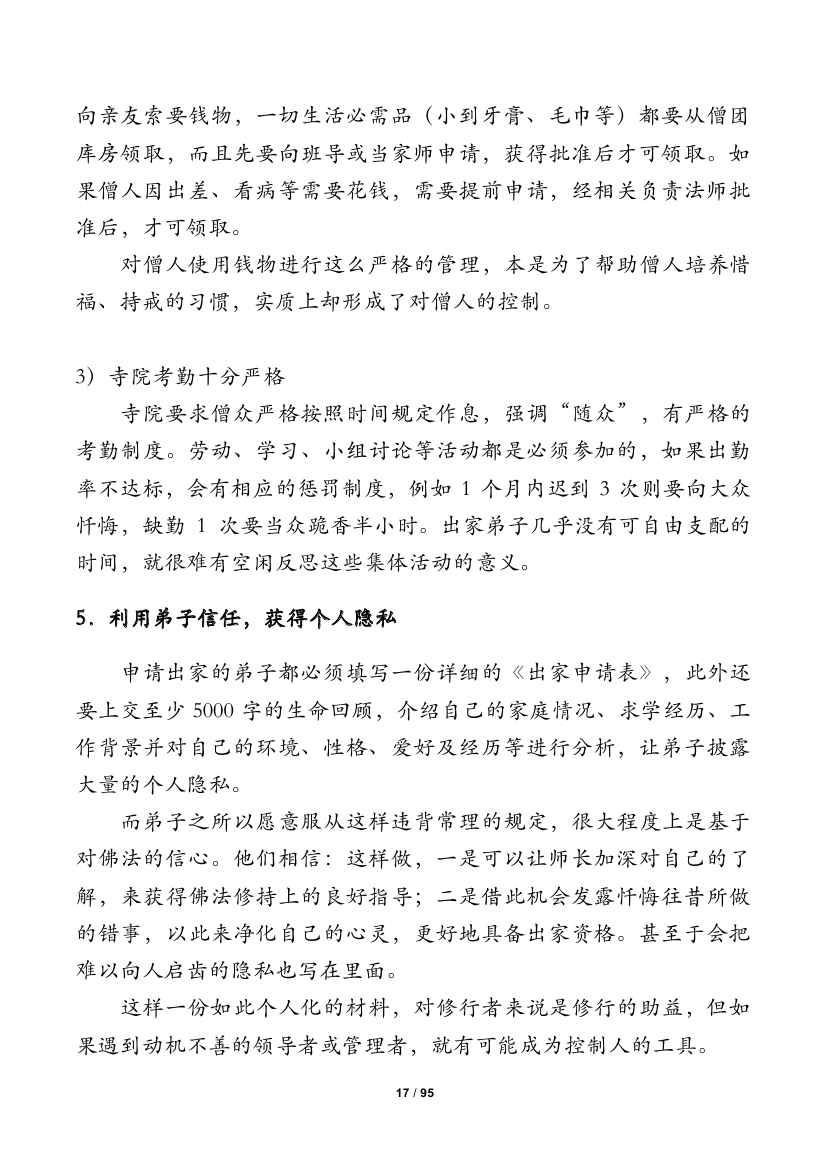 向亲友索要钱物，一切生活必需品（小到牙膏、毛巾等）都要从僧团
库房领取，而且先要向班导或当家师申请，获得批准后才可领取。如
果僧人因出差、看病等需要花钱，需要提前申请，经相关负责法师批
准后，才可领取。
对僧人使用钱物进行这么严格的管理，本是为了帮助僧人培养惜
福、持戒的习惯，实质上却形成了对僧人的控制。
3）寺院考勤十分严格
寺院要求僧众严格按照时间规定作息，强调“随众”，有严格的
考勤制度。劳动、学习、小组讨论等活动都是必须参加的，如果出勤
率不达标，会有相应的惩罚制度，例如 1 个月内迟到 3 次则要向大众
忏悔，缺勤 1 次要当众跪香半小时。出家弟子几乎没有可自由支配的
时间，就很难有空闲反思这些集体活动的意义。
5．利用弟子信任，获得个人隐私
申请出家的弟子都必须填写一份详细的《出家申请表》，此外还
要上交至少 5000 字的生命回顾，介绍自己的家庭情况、求学经历、工
作背景并对自己的环境、性格、爱好及经历等进行分析，让弟子披露
大量的个人隐私。
而弟子之所以愿意服从这样违背常理的规定，很大程度上是基于
对佛法的信心。他们相信：这样做，一是可以让师长加深对自己的了
解，来获得佛法修持上的良好指导；二是借此机会发露忏悔往昔所做
的错事，以此来净化自己的心灵，更好地具备出家资格。甚至于会把
难以向人启齿的隐私也写在里面。
这样一份如此个人化的材料，对修行者来说是修行的助益，但如
果遇到动机不善的领导者或管理者，就有可能成为控制人的工具。
17 / 95